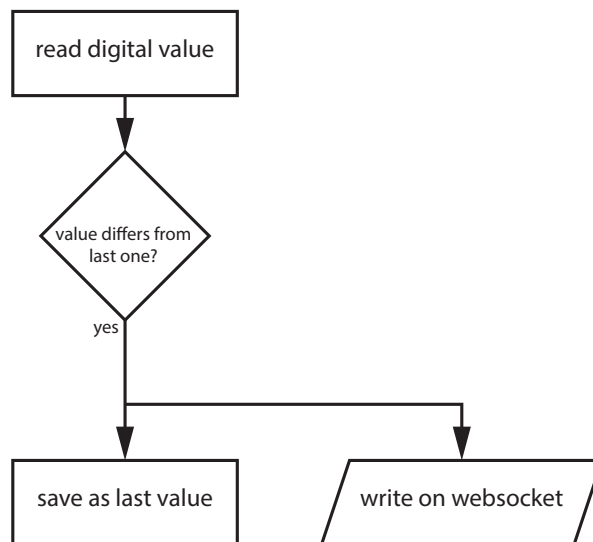 read digital value
value differs from
last one?
yes
save as last value
write on websocket